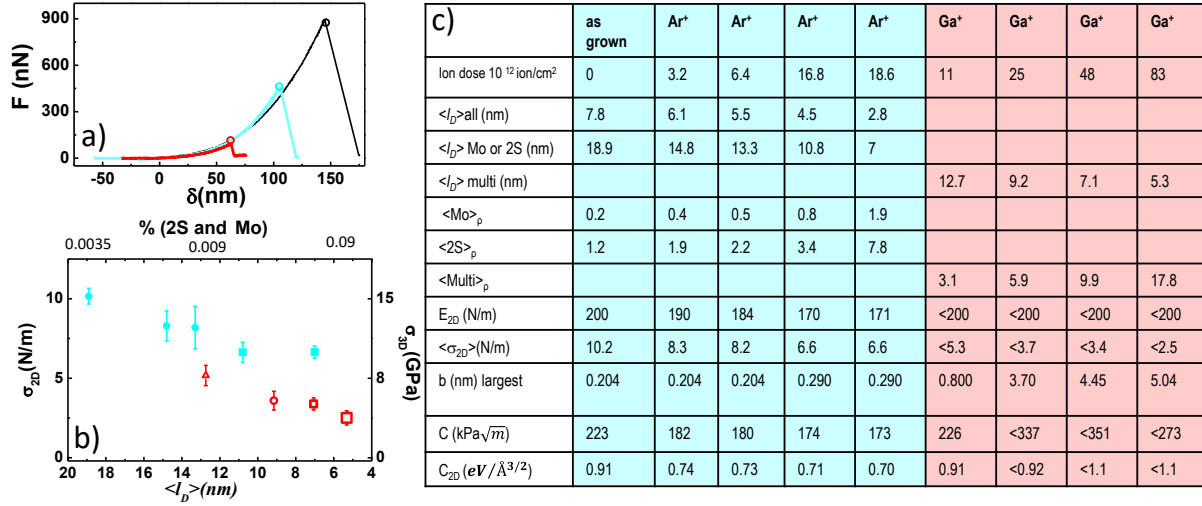 a)
F (nN)
900
600
300
0
-50 0 50 100 150
δ(nm)
% (2S and Mo)
0.0035 0.009 0.09
b)
σ2D(N/m)
10
5
0
σ3D(GPa)
15
8
0
20 18 16 14 12 10 8 6 4
<lD>(nm)
c)
as grown Ar⁺ Ar⁺ Ar⁺ Ar⁺ Ga⁺ Ga⁺ Ga⁺ Ga⁺
Ion dose 10 ¹² ion/cm² 0 3.2 6.4 16.8 18.6 11 25 48 83
<lD>all (nm) 7.8 6.1 5.5 4.5 2.8
<lD> Mo or 2S (nm) 18.9 14.8 13.3 10.8 7
<lD> multi (nm) 12.7 9.2 7.1 5.3
<Mo>ρ 0.2 0.4 0.5 0.8 1.9
<2S>ρ 1.2 1.9 2.2 3.4 7.8
<Multi>ρ 3.1 5.9 9.9 17.8
E2D (N/m) 200 190 184 170 171 <200 <200 <200 <200
<σ2D>(N/m) 10.2 8.3 8.2 6.6 6.6 <5.3 <3.7 <3.4 <2.5
b (nm) largest 0.204 0.204 0.204 0.290 0.290 0.800 3.70 4.45 5.04
C (kPa√m) 223 182 180 174 173 226 <337 <351 <273
C2D (eV/Å³/²) 0.91 0.74 0.73 0.71 0.70 0.91 <0.92 <1.1 <1.1